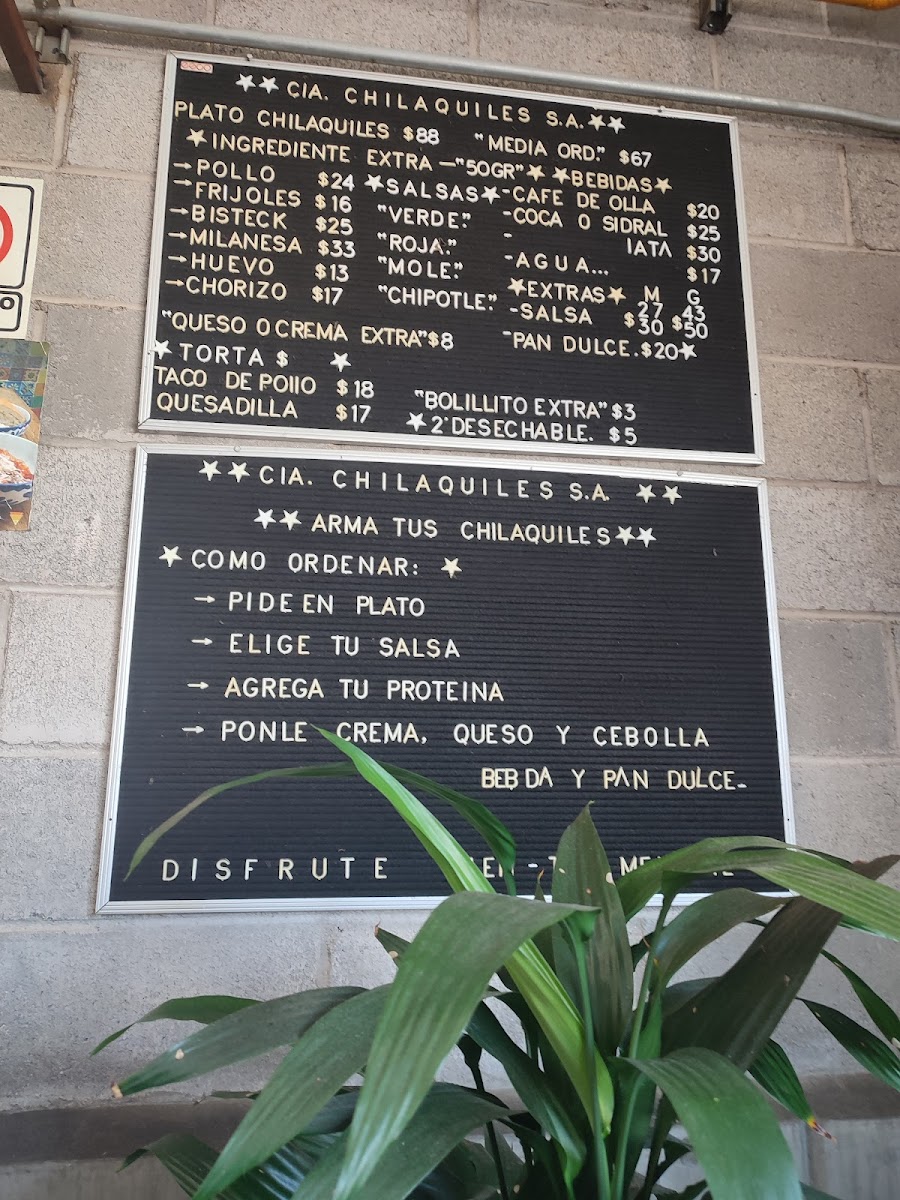 CIA. CHILAQUILES S.A.
PLATO CHILAQUILES $88 "MEDIA ORD." $67
INGREDIENTE EXTRA - "50GR"
→POLLO $24
→FRIJOLES $16
→BISTECK $25
→MILANESA $33
→HUEVO $13
→CHORIZO $17
SALSAS
"VERDE."
"ROJA."
"MOLE."
"CHIPOTLE."
BEBIDAS
-CAFE DE OLLA $20
-COCA O SIDRAL $25
- lATA $30
-AGUA... $17
EXTRAS M G
27 43
-SALSA $30 $50
-PAN DULCE. $20
"QUESO O CREMA EXTRA" $8
TORTA $
TACO DE POllO $18
QUESADILLA $17
"BOLILLITO EXTRA" $3
2°DESECHABLE. $5
CIA. CHILAQUILES S.A.
ARMA TUS CHILAQUILES
COMO ORDENAR:
→ PIDE EN PLATO
→ ELIGE TU SALSA
→ AGREGA TU PROTEINA
→ PONLE CREMA, QUESO Y CEBOLLA
BEB DA Y PAN DULCE-
DISFRUTE